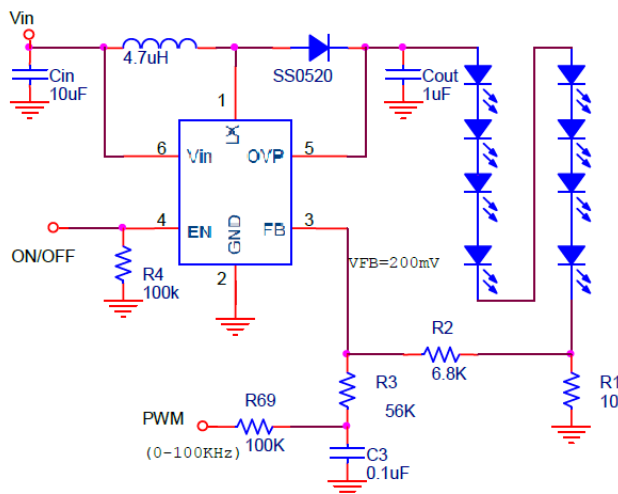 Vin
Cin
10uF
4.7uH
SS0520
Cout
1uF
1
LX
6
Vin
OVP
5
4
EN
GND
FB
3
2
ON/OFF
R4
100k
VFB=200mV
R2
6.8K
R3
56K
R1
10
R69
100K
PWM
(0-100KHz)
C3
0.1uF